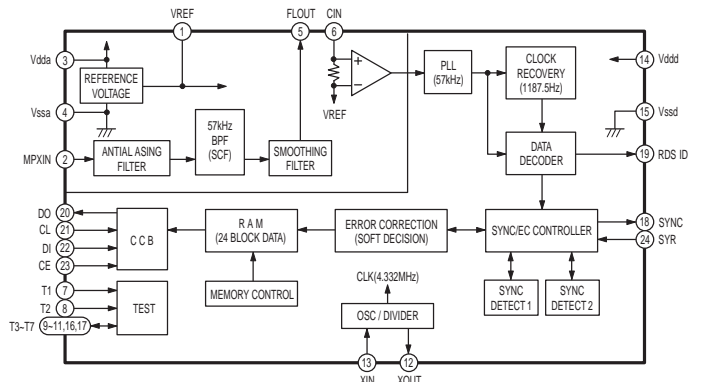 VREF
FLOUT
CIN
1
5
6
Vdda
3
REFERENCE
VOLTAGE
Vssa
4
VREF
+
–
PLL
(57kHz)
CLOCK
RECOVERY
(1187.5Hz)
14
Vddd
15
Vssd
MPXIN
2
ANTIAL ASING
FILTER
57kHz
BPF
(SCF)
SMOOTHING
FILTER
DATA
DECODER
19
RDS ID
DO
20
CL
21
DI
22
CE
23
C C B
R A M
(24 BLOCK DATA)
ERROR CORRECTION
(SOFT DECISION)
SYNC/EC CONTROLLER
18
SYNC
24
SYR
T1
7
T2
8
T3~T7
9~11,16,17
TEST
MEMORY CONTROL
CLK(4.332MHz)
OSC / DIVIDER
SYNC
DETECT 1
SYNC
DETECT 2
13
12
XIN
XOUT